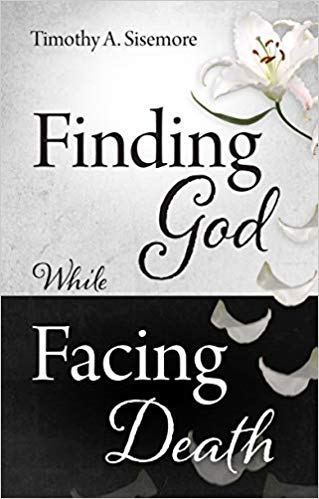 Timothy A. Sisemore
Finding
God
While
Facing
Death